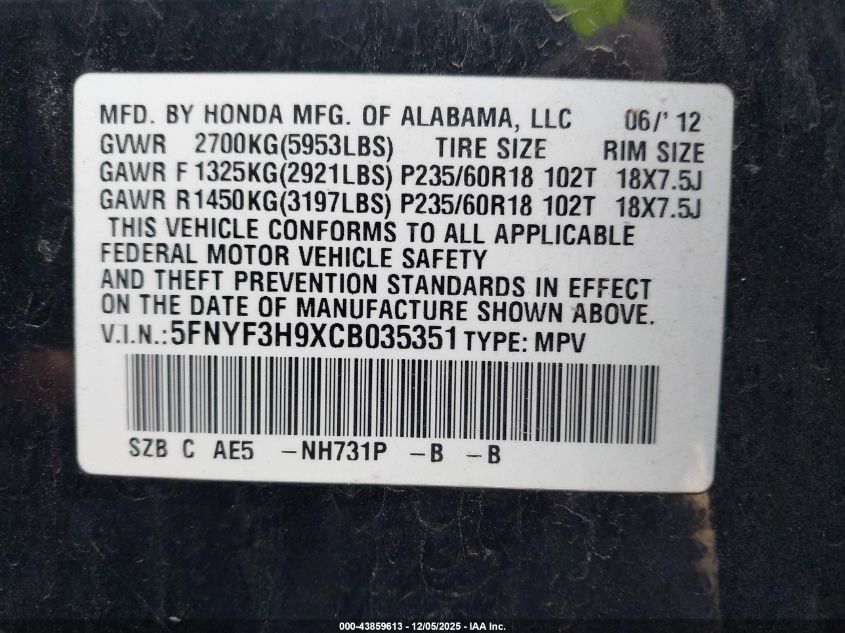 MFD. BY HONDA MFG. OF ALABAMA, LLC 06/' 12
GVWR 2700KG(5953LBS) TIRE SIZE RIM SIZE
GAWR F 1325KG(2921LBS) P235/60R18 102T 18X7.5J
GAWR R1450KG(3197LBS) P235/60R18 102T 18X7.5J
THIS VEHICLE CONFORMS TO ALL APPLICABLE
FEDERAL MOTOR VEHICLE SAFETY
AND THEFT PREVENTION STANDARDS IN EFFECT
ON THE DATE OF MANUFACTURE SHOWN ABOVE.
V.I.N.:5FNYF3H9XCB035351 TYPE: MPV
SZB C AE5 -NH731P -B -B
000-43859613 - 12/05/2025 - IAA Inc.